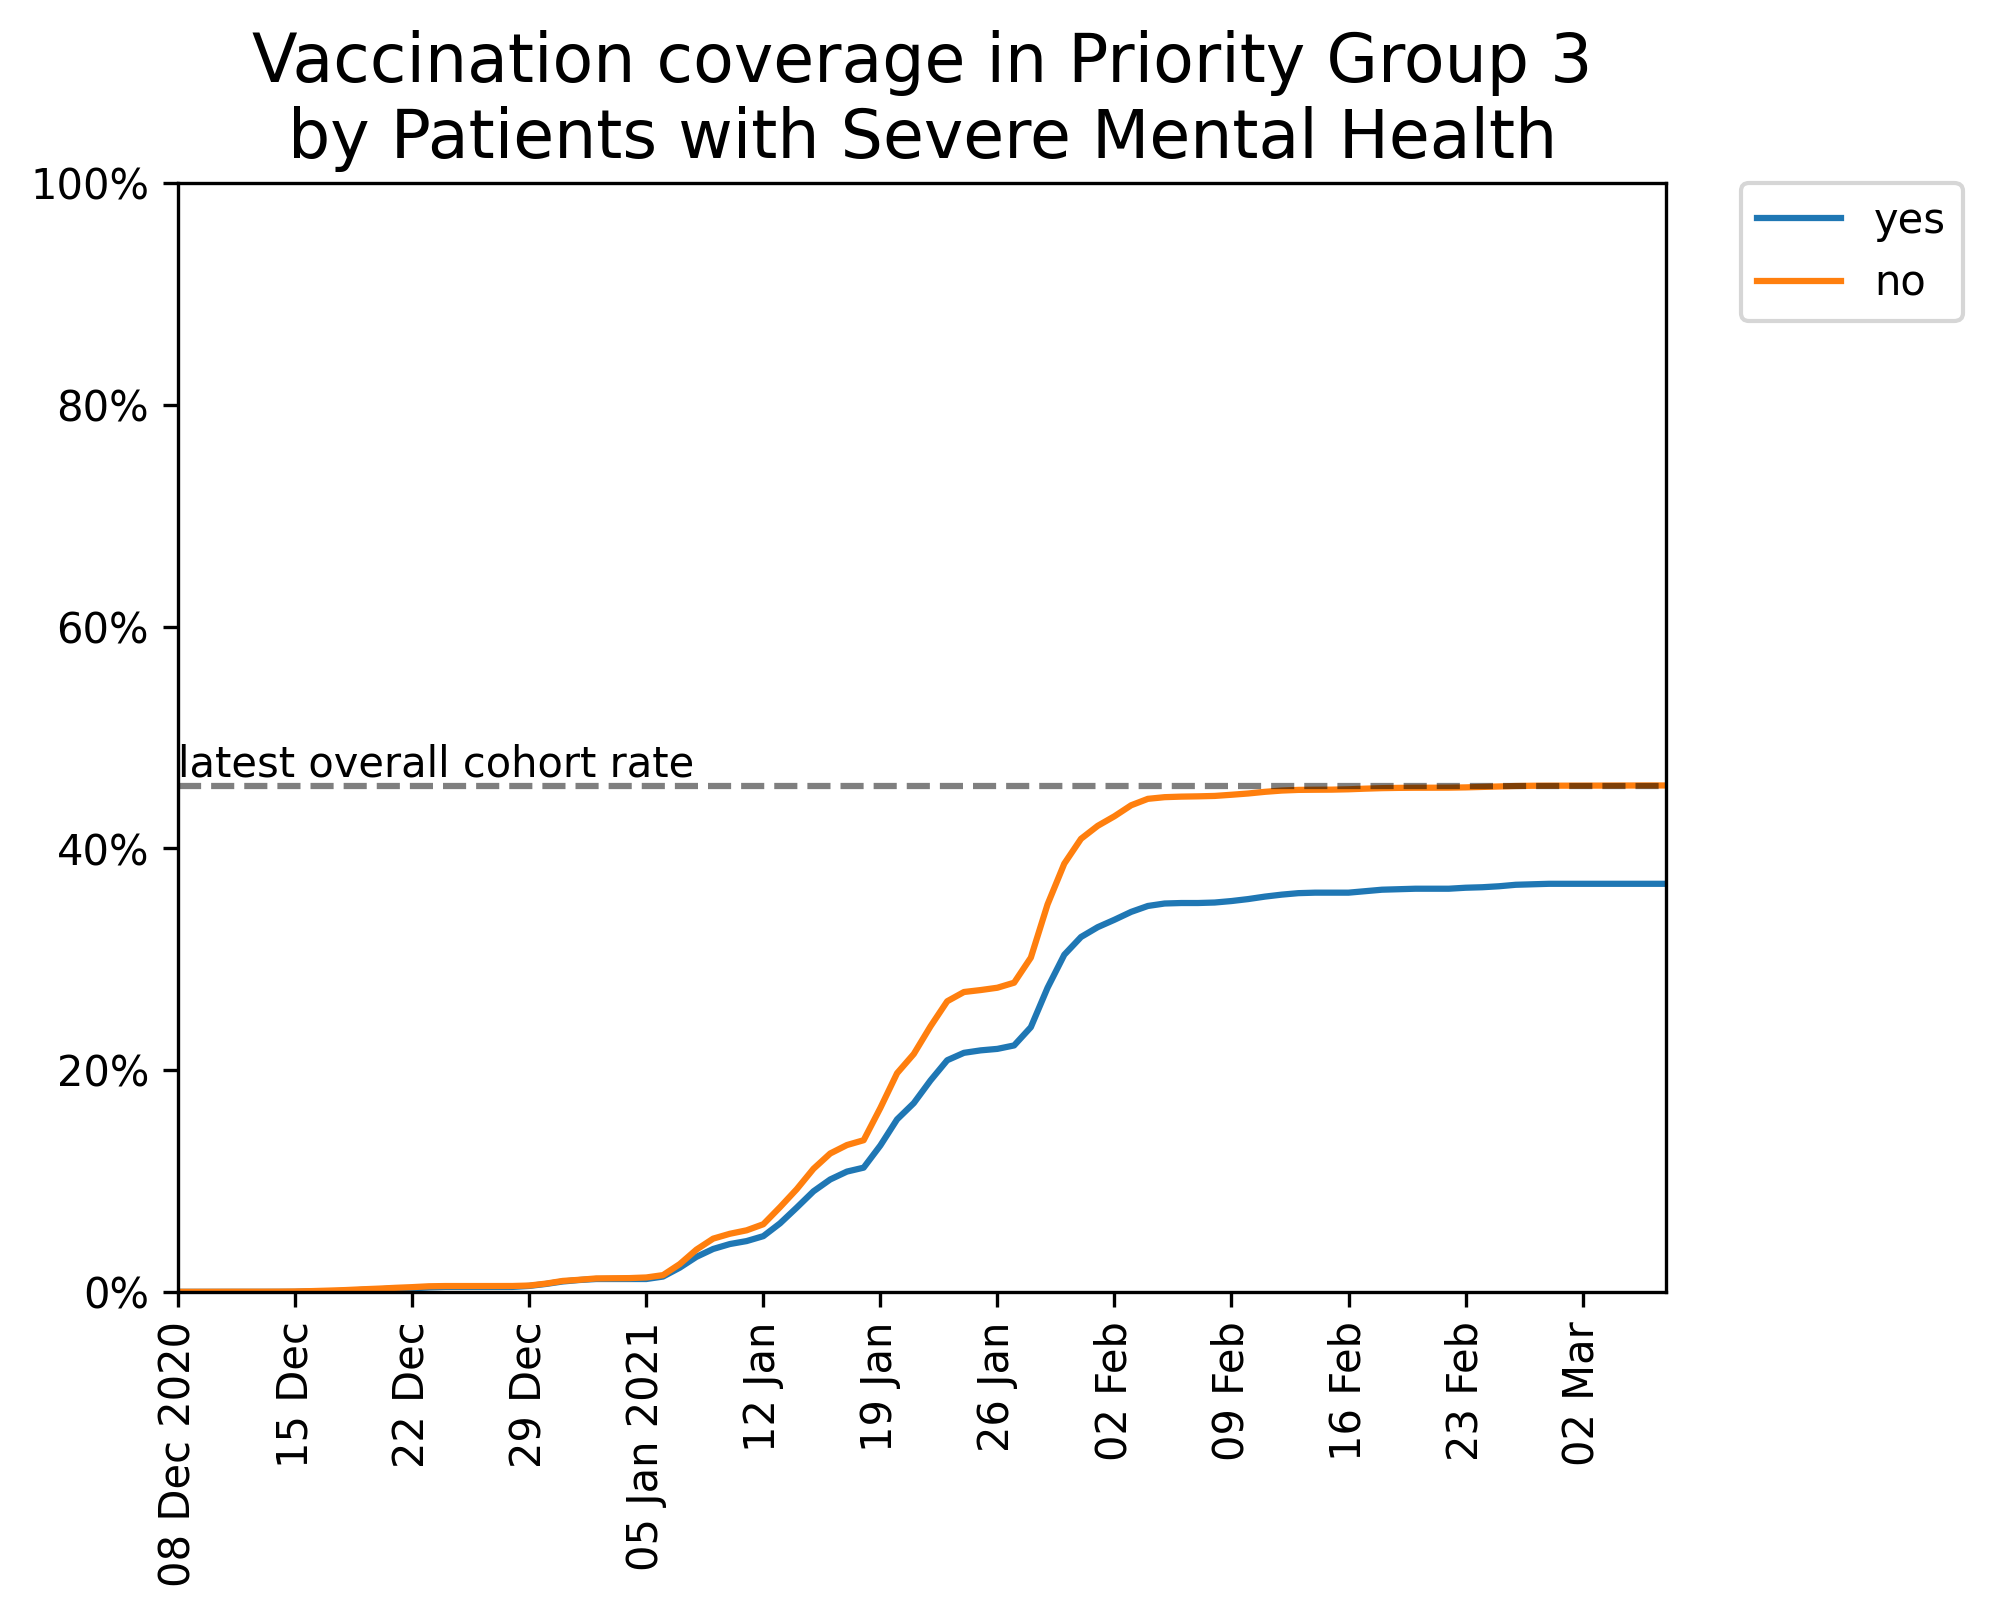 Vaccination coverage in Priority Group 3
by Patients with Severe Mental Health
100%
80%
60%
40%
20%
0%
latest overall cohort rate
yes
no
08 Dec 2020
15 Dec
22 Dec
29 Dec
05 Jan 2021
12 Jan
19 Jan
26 Jan
02 Feb
09 Feb
16 Feb
23 Feb
02 Mar